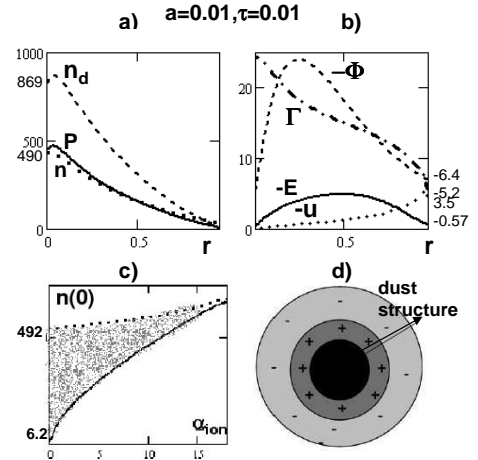 a=0.01,τ=0.01
a)
1000
869
500
490
0
n_d
P
n
0
0.5
r
b)
20
10
0
-Φ
Γ
-E
-u
-6.4
-5.2
3.5
-0.57
0.5
r
c)
n(0)
492
6.2
0
5
10
15
α_ion
d)
dust
structure
- - - - - - - -
+ + + + + + + +